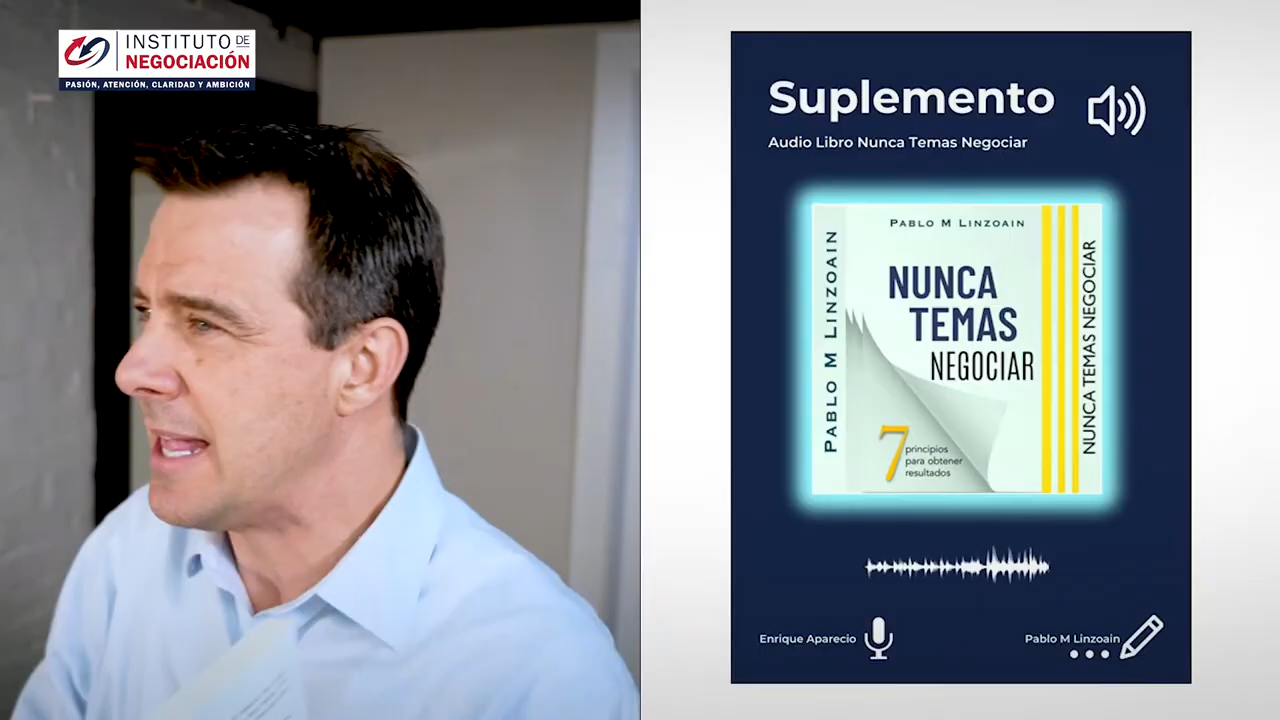 INSTITUTO DE
NEGOCIACIÓN
PASIÓN, ATENCIÓN, CLARIDAD Y AMBICIÓN
Suplemento
Audio Libro Nunca Temas Negociar
PABLO M LINZOAIN
PABLO M LINZOAIN
NUNCA
TEMAS
NEGOCIAR
7 principios
para obtener
resultados
NUNCA TEMAS NEGOCIAR
Enrique Aparecio
Pablo M Linzoain